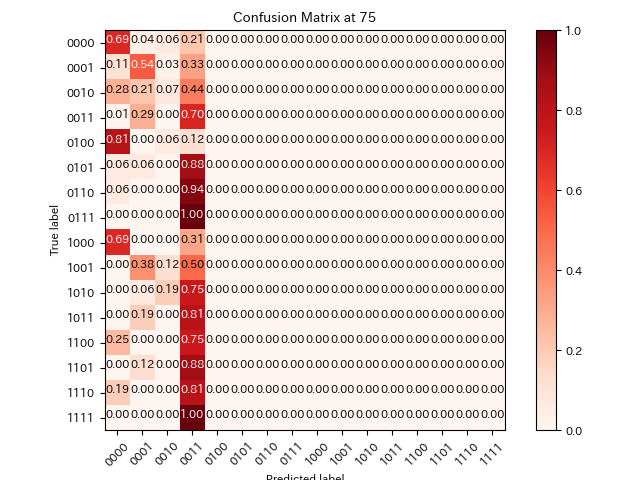 Confusion Matrix at 75
True label
0000 0.69 0.04 0.06 0.21 0.00 0.00 0.00 0.00 0.00 0.00 0.00 0.00 0.00 0.00 0.00 0.00
0001 0.11 0.54 0.03 0.33 0.00 0.00 0.00 0.00 0.00 0.00 0.00 0.00 0.00 0.00 0.00 0.00
0010 0.28 0.21 0.07 0.44 0.00 0.00 0.00 0.00 0.00 0.00 0.00 0.00 0.00 0.00 0.00 0.00
0011 0.01 0.29 0.00 0.70 0.00 0.00 0.00 0.00 0.00 0.00 0.00 0.00 0.00 0.00 0.00 0.00
0100 0.81 0.00 0.06 0.12 0.00 0.00 0.00 0.00 0.00 0.00 0.00 0.00 0.00 0.00 0.00 0.00
0101 0.06 0.06 0.00 0.88 0.00 0.00 0.00 0.00 0.00 0.00 0.00 0.00 0.00 0.00 0.00 0.00
0110 0.06 0.00 0.00 0.94 0.00 0.00 0.00 0.00 0.00 0.00 0.00 0.00 0.00 0.00 0.00 0.00
0111 0.00 0.00 0.00 1.00 0.00 0.00 0.00 0.00 0.00 0.00 0.00 0.00 0.00 0.00 0.00 0.00
1000 0.69 0.00 0.00 0.31 0.00 0.00 0.00 0.00 0.00 0.00 0.00 0.00 0.00 0.00 0.00 0.00
1001 0.00 0.38 0.12 0.50 0.00 0.00 0.00 0.00 0.00 0.00 0.00 0.00 0.00 0.00 0.00 0.00
1010 0.00 0.06 0.19 0.75 0.00 0.00 0.00 0.00 0.00 0.00 0.00 0.00 0.00 0.00 0.00 0.00
1011 0.00 0.19 0.00 0.81 0.00 0.00 0.00 0.00 0.00 0.00 0.00 0.00 0.00 0.00 0.00 0.00
1100 0.25 0.00 0.00 0.75 0.00 0.00 0.00 0.00 0.00 0.00 0.00 0.00 0.00 0.00 0.00 0.00
1101 0.00 0.12 0.00 0.88 0.00 0.00 0.00 0.00 0.00 0.00 0.00 0.00 0.00 0.00 0.00 0.00
1110 0.19 0.00 0.00 0.81 0.00 0.00 0.00 0.00 0.00 0.00 0.00 0.00 0.00 0.00 0.00 0.00
1111 0.00 0.00 0.00 1.00 0.00 0.00 0.00 0.00 0.00 0.00 0.00 0.00 0.00 0.00 0.00 0.00
0000 0001 0010 0011 0100 0101 0110 0111 1000 1001 1010 1011 1100 1101 1110 1111
Predicted label
1.0
0.8
0.6
0.4
0.2
0.0